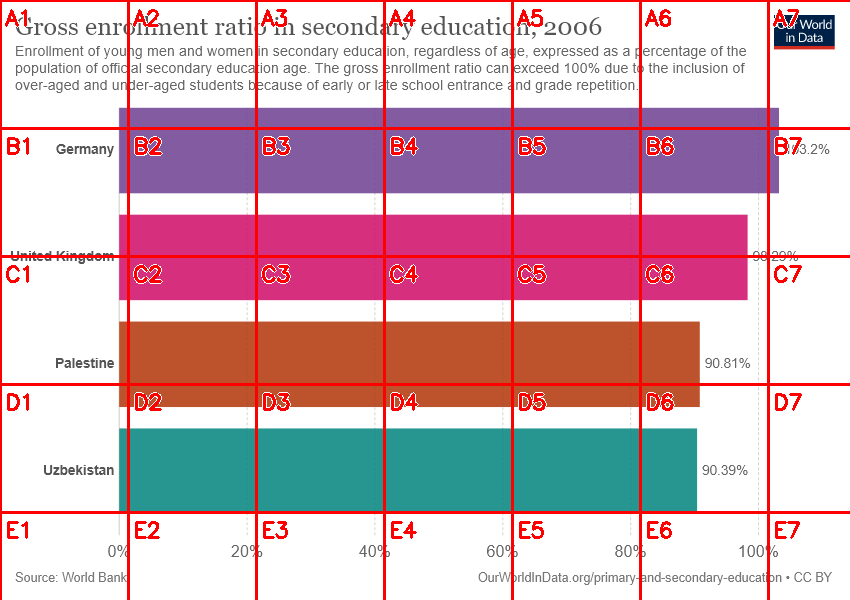 Gross enrollment ratio in secondary education, 2006
Our World
in Data
Enrollment of young men and women in secondary education, regardless of age, expressed as a percentage of the
population of official secondary education age. The gross enrollment ratio can exceed 100% due to the inclusion of
over-aged and under-aged students because of early or late school entrance and grade repetition.
A1 A2 A3 A4 A5 A6 A7
Germany 103.2%
B1 B2 B3 B4 B5 B6 B7
United Kingdom 98.29%
C1 C2 C3 C4 C5 C6 C7
Palestine 90.81%
D1 D2 D3 D4 D5 D6 D7
Uzbekistan 90.39%
E1 E2 E3 E4 E5 E6 E7
0% 20% 40% 60% 80% 100%
Source: World Bank
OurWorldInData.org/primary-and-secondary-education • CC BY